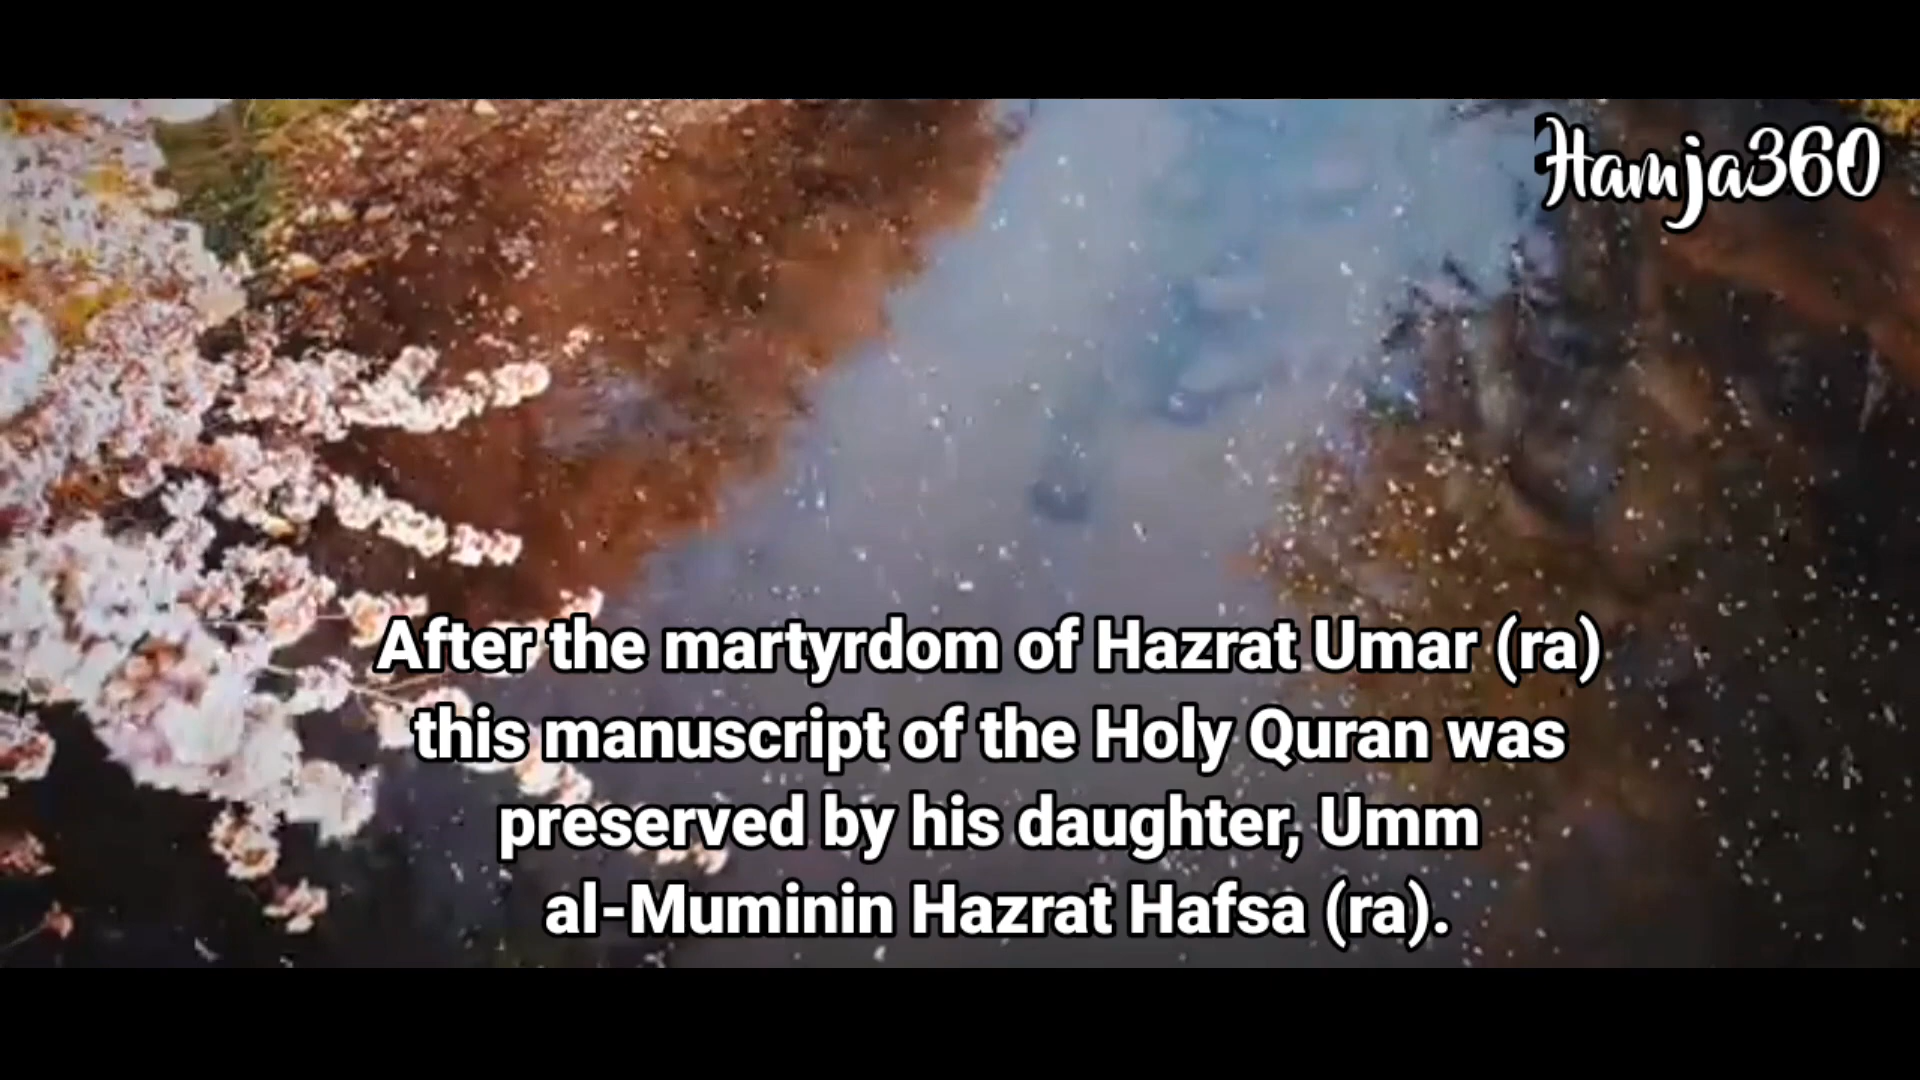 Hamja360
After the martyrdom of Hazrat Umar (ra)
this manuscript of the Holy Quran was
preserved by his daughter, Umm
al-Muminin Hazrat Hafsa (ra).